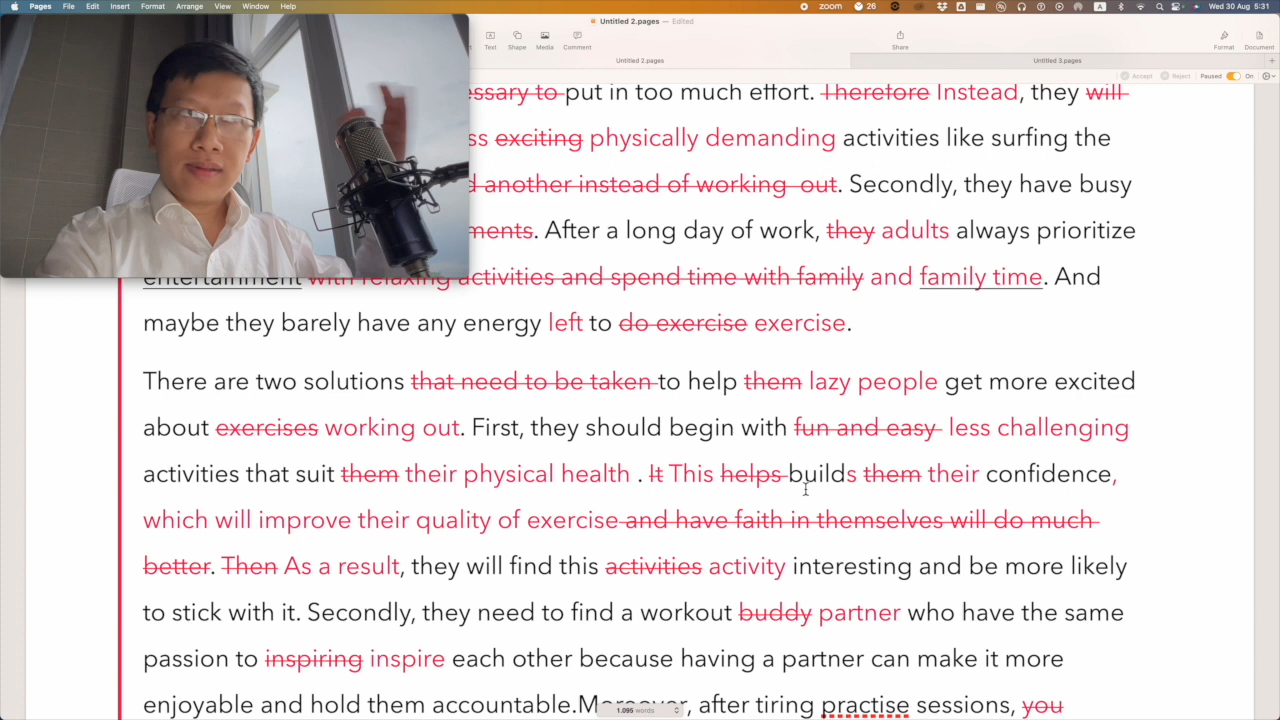 Pages File Edit Insert Format Arrange View Window Help zoom A Wed 30 Aug 5:31
Untitled 2.pages — Edited
Text Shape Media Comment Share Format Document
Untitled 2.pages Untitled 3.pages
Accept Reject Paused On
essary to put in too much effort. Therefore Instead, they will
ss exciting physically demanding activities like surfing the
d another instead of working out. Secondly, they have busy
ments. After a long day of work, they adults always prioritize
entertainment with relaxing activities and spend time with family and family time. And
maybe they barely have any energy left to do exercise exercise.
There are two solutions that need to be taken to help them lazy people get more excited
about exercises working out. First, they should begin with fun and easy less challenging
activities that suit them their physical health . It This helps builds them their confidence,
which will improve their quality of exercise and have faith in themselves will do much
better. Then As a result, they will find this activities activity interesting and be more likely
to stick with it. Secondly, they need to find a workout buddy partner who have the same
passion to inspiring inspire each other because having a partner can make it more
enjoyable and hold them accountable.Moreover, after tiring practise sessions, you
1.095 words